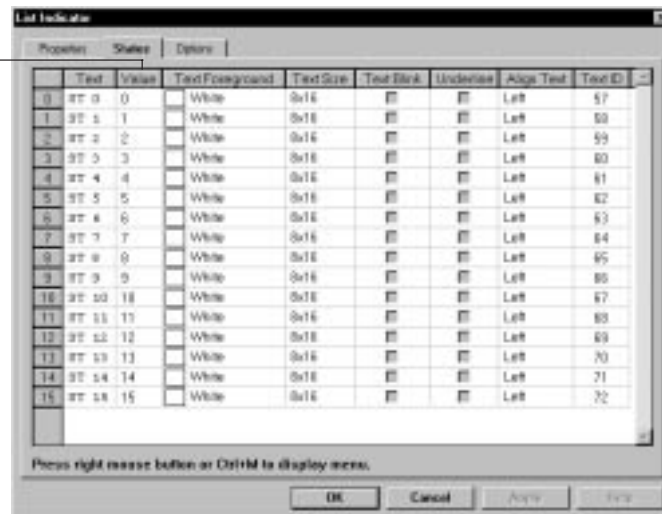 List Indicator
Properties States Options
Text Value Text Foreground Text Size Text Blink Underline Align Text Text ID
0 ST 0 0 White 8x16 Left 57
1 ST 1 1 White 8x16 Left 58
2 ST 2 2 White 8x16 Left 59
3 ST 3 3 White 8x16 Left 60
4 ST 4 4 White 8x16 Left 61
5 ST 5 5 White 8x16 Left 62
6 ST 6 6 White 8x16 Left 63
7 ST 7 7 White 8x16 Left 64
8 ST 8 8 White 8x16 Left 65
9 ST 9 9 White 8x16 Left 66
10 ST 10 10 White 8x16 Left 67
11 ST 11 11 White 8x16 Left 68
12 ST 12 12 White 8x16 Left 69
13 ST 13 13 White 8x16 Left 70
14 ST 14 14 White 8x16 Left 71
15 ST 15 15 White 8x16 Left 72
Press right mouse button or Ctrl+M to display menu.
OK Cancel Apply Help